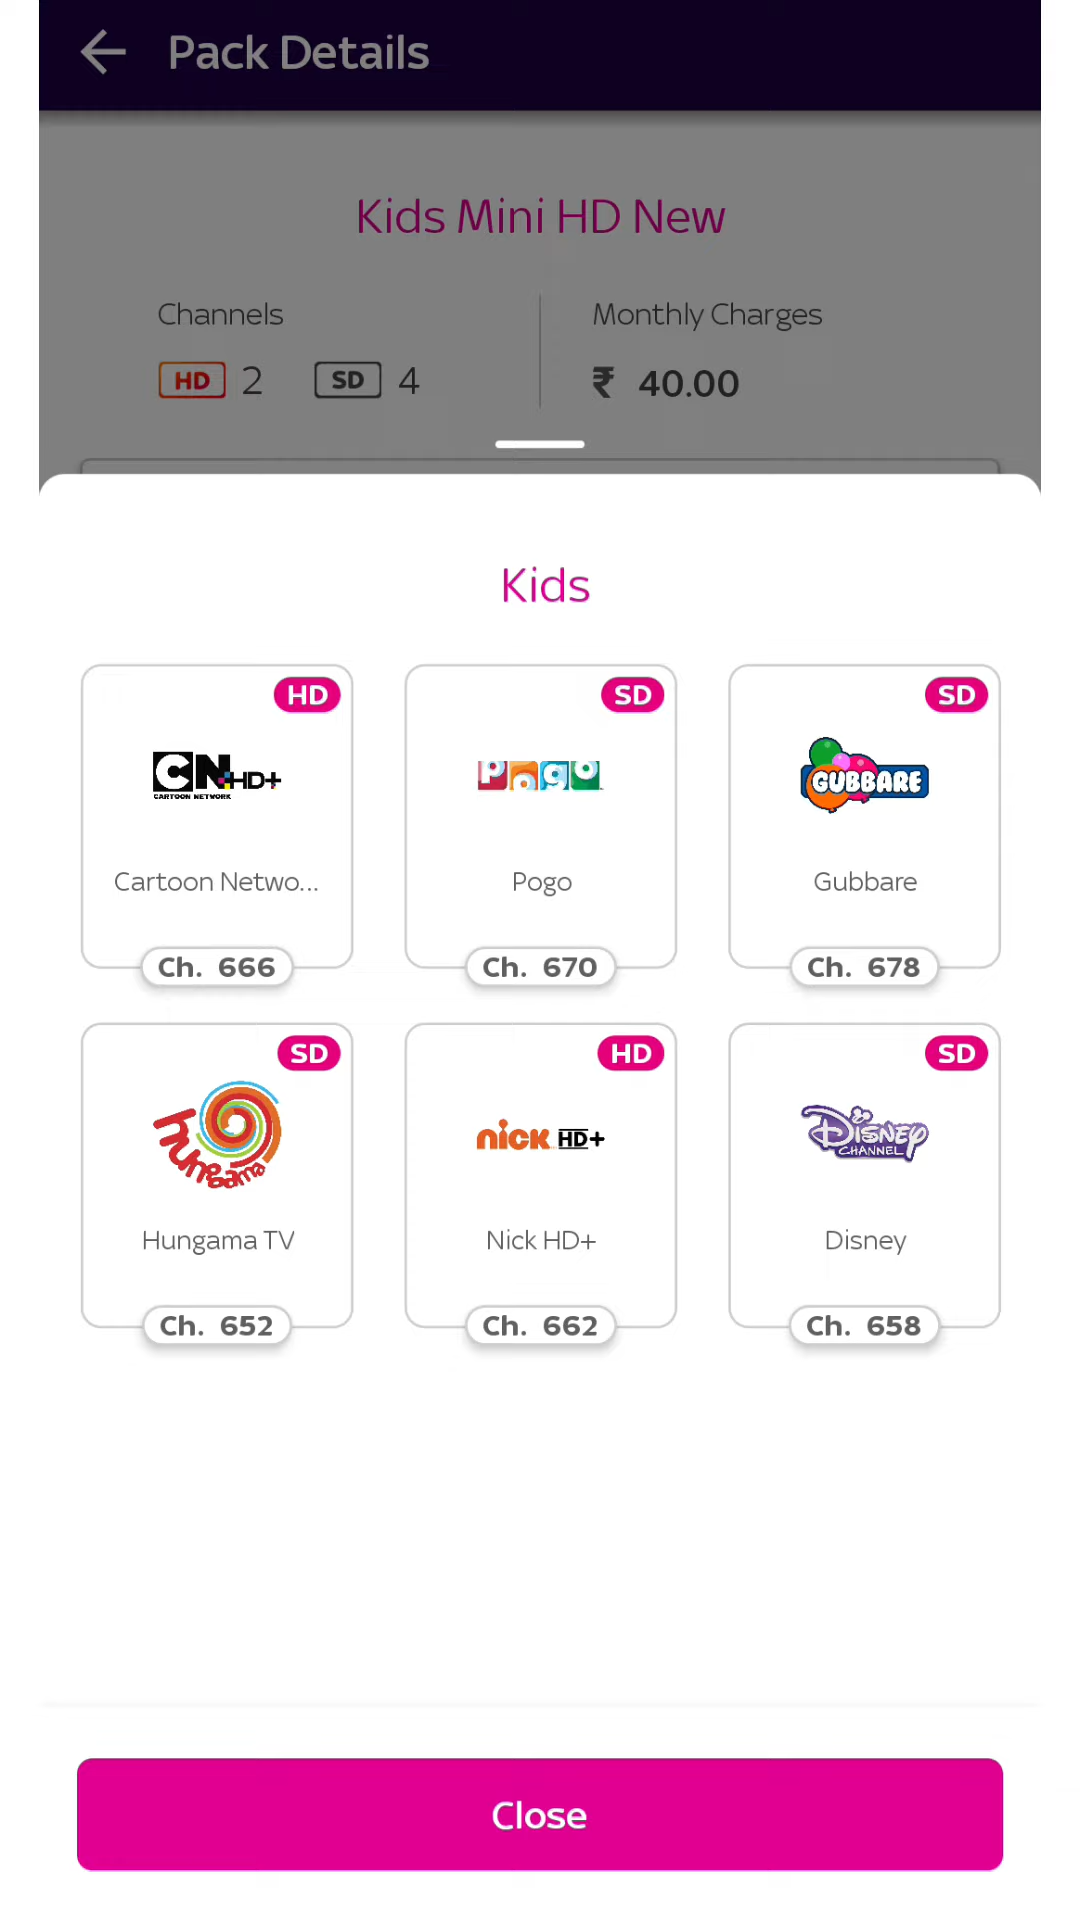 Pack Details
Kids Mini HD New
Channels
Monthly Charges
HD 2 SD 4
₹ 40.00
Kids
HD
CN HD+
CARTOON NETWORK
Cartoon Netwo...
Ch. 666
SD
Pogo
Pogo
Ch. 670
SD
GUBBARE
Gubbare
Ch. 678
SD
hungama
Hungama TV
Ch. 652
HD
nick HD+
Nick HD+
Ch. 662
SD
Disney
CHANNEL
Disney
Ch. 658
Close